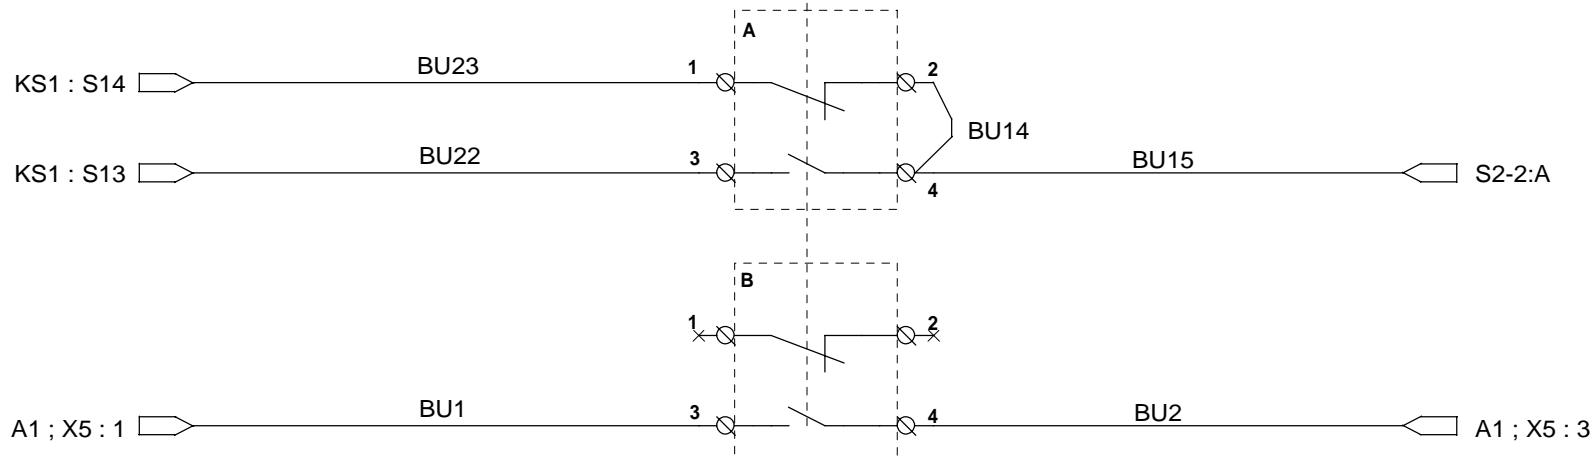 A
KS1 : S14
BU23
1
2
BU14
KS1 : S13
BU22
3
4
BU15
S2-2:A
B
1
2
A1 ; X5 : 1
BU1
3
4
BU2
A1 ; X5 : 3